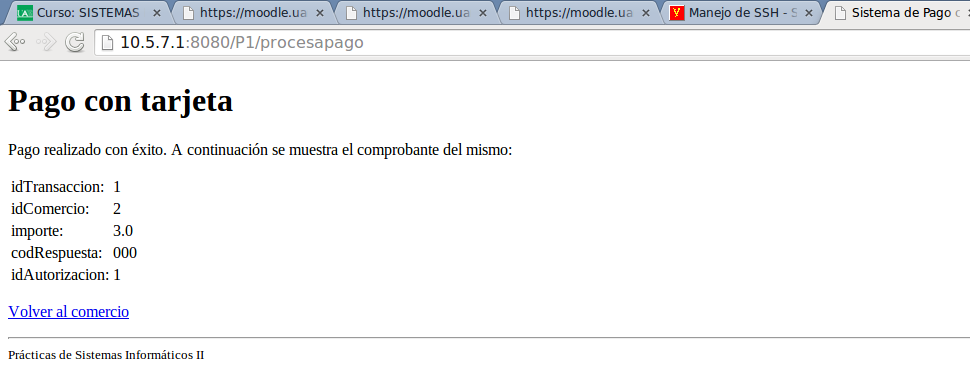 Curso: SISTEMAS
https://moodle.ua
https://moodle.ua
https://moodle.ua
Manejo de SSH - S
Sistema de Pago c
10.5.7.1:8080/P1/procesapago
Pago con tarjeta
Pago realizado con éxito. A continuación se muestra el comprobante del mismo:
idTransaccion: 1
idComercio: 2
importe: 3.0
codRespuesta: 000
idAutorizacion: 1
Volver al comercio
Prácticas de Sistemas Informáticos II